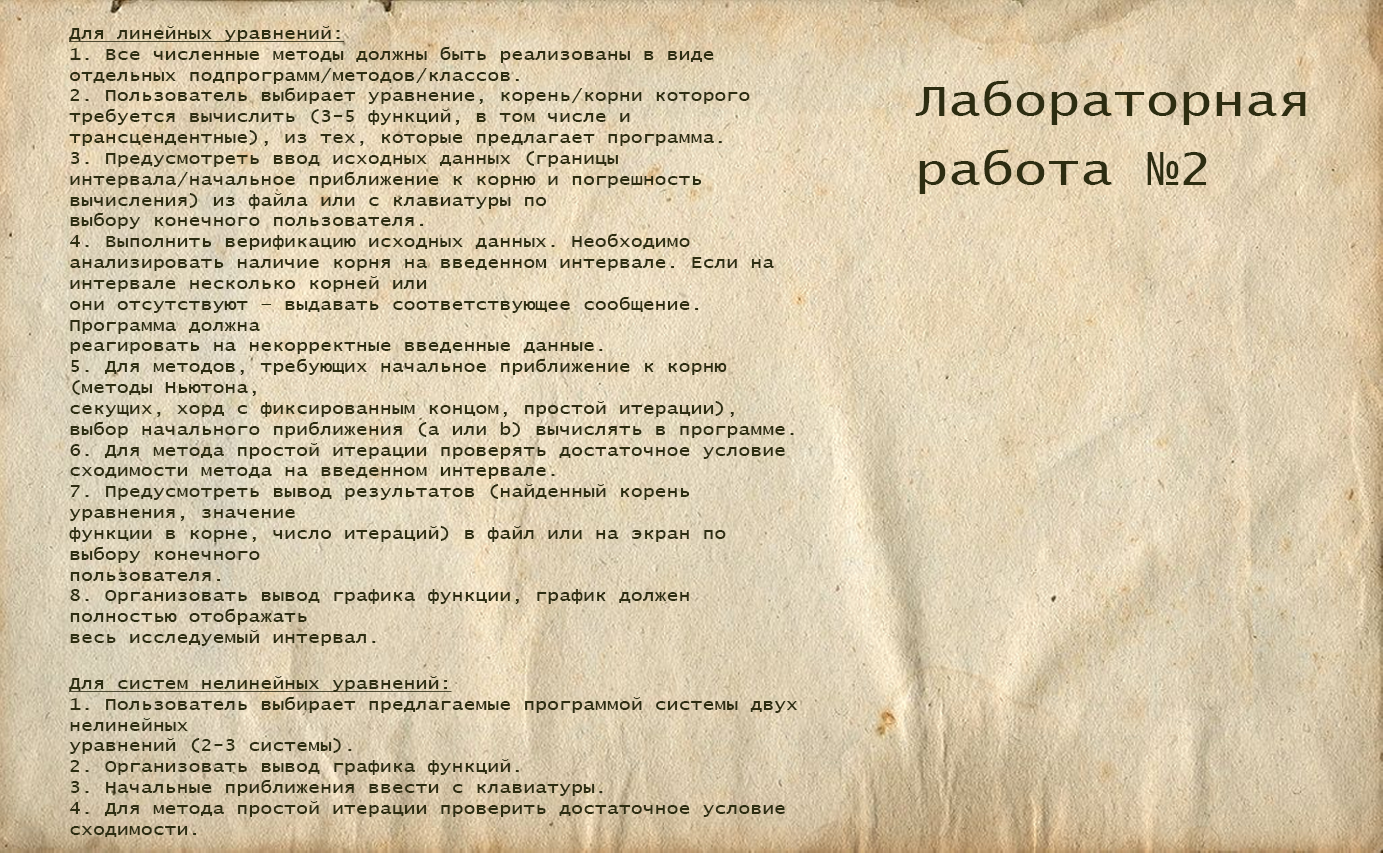 Для линейных уравнений:
1. Все численные методы должны быть реализованы в виде
отдельных подпрограмм/методов/классов.
2. Пользователь выбирает уравнение, корень/корни которого
требуется вычислить (3-5 функций, в том числе и
трансцендентные), из тех, которые предлагает программа.
3. Предусмотреть ввод исходных данных (границы
интервала/начальное приближение к корню и погрешность
вычисления) из файла или с клавиатуры по
выбору конечного пользователя.
4. Выполнить верификацию исходных данных. Необходимо
анализировать наличие корня на введенном интервале. Если на
интервале несколько корней или
они отсутствуют – выдавать соответствующее сообщение.
Программа должна
реагировать на некорректные введенные данные.
5. Для методов, требующих начальное приближение к корню
(методы Ньютона,
секущих, хорд с фиксированным концом, простой итерации),
выбор начального приближения (а или b) вычислять в программе.
6. Для метода простой итерации проверять достаточное условие
сходимости метода на введенном интервале.
7. Предусмотреть вывод результатов (найденный корень
уравнения, значение
функции в корне, число итераций) в файл или на экран по
выбору конечного
пользователя.
8. Организовать вывод графика функции, график должен
полностью отображать
весь исследуемый интервал.
Для систем нелинейных уравнений:
1. Пользователь выбирает предлагаемые программой системы двух
нелинейных
уравнений (2-3 системы).
2. Организовать вывод графика функций.
3. Начальные приближения ввести с клавиатуры.
4. Для метода простой итерации проверить достаточное условие
сходимости.
Лабораторная
работа №2